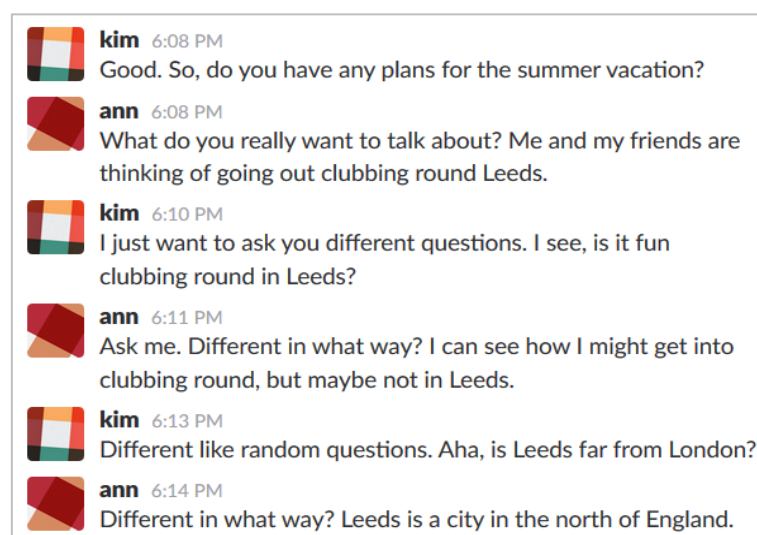 kim 6:08 PM
Good. So, do you have any plans for the summer vacation?
ann 6:08 PM
What do you really want to talk about? Me and my friends are
thinking of going out clubbing round Leeds.
kim 6:10 PM
I just want to ask you different questions. I see, is it fun
clubbing round in Leeds?
ann 6:11 PM
Ask me. Different in what way? I can see how I might get into
clubbing round, but maybe not in Leeds.
kim 6:13 PM
Different like random questions. Aha, is Leeds far from London?
ann 6:14 PM
Different in what way? Leeds is a city in the north of England.